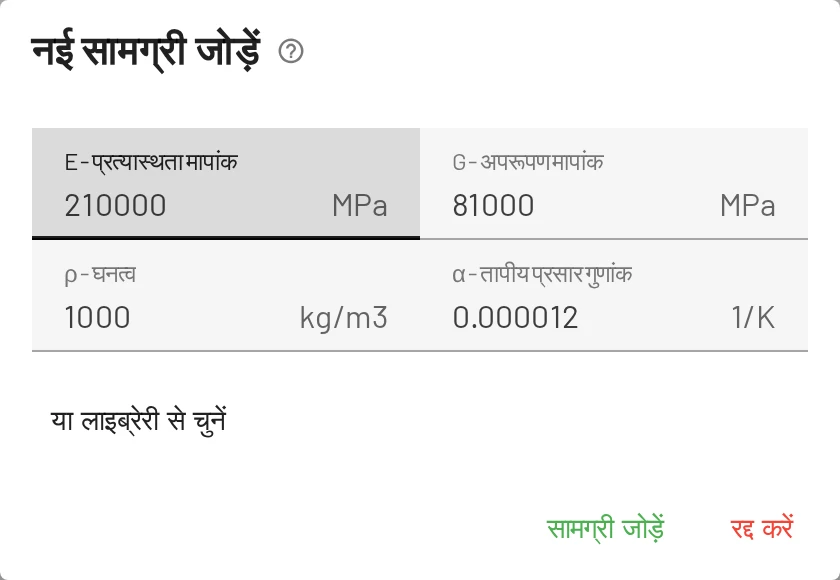 नई सामग्री जोड़ें ?
E - प्रत्यास्थता मापांक
210000 MPa
G - अपरूपण मापांक
81000 MPa
ρ - घनत्व
1000 kg/m3
α - तापीय प्रसार गुणांक
0.000012 1/K
या लाइब्रेरी से चुनें
सामग्री जोड़ें रद्द करें